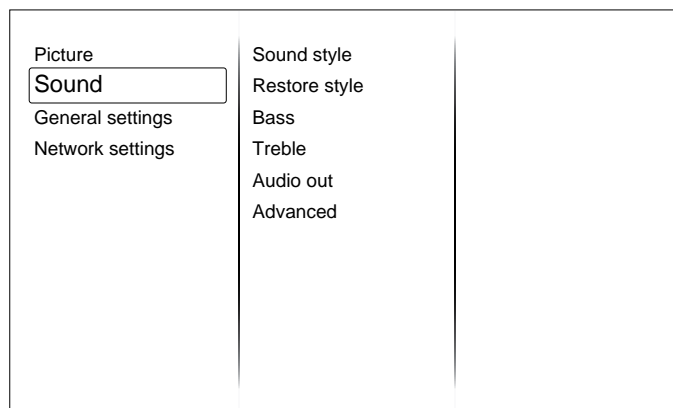 Picture
Sound
General settings
Network settings
Sound style
Restore style
Bass
Treble
Audio out
Advanced